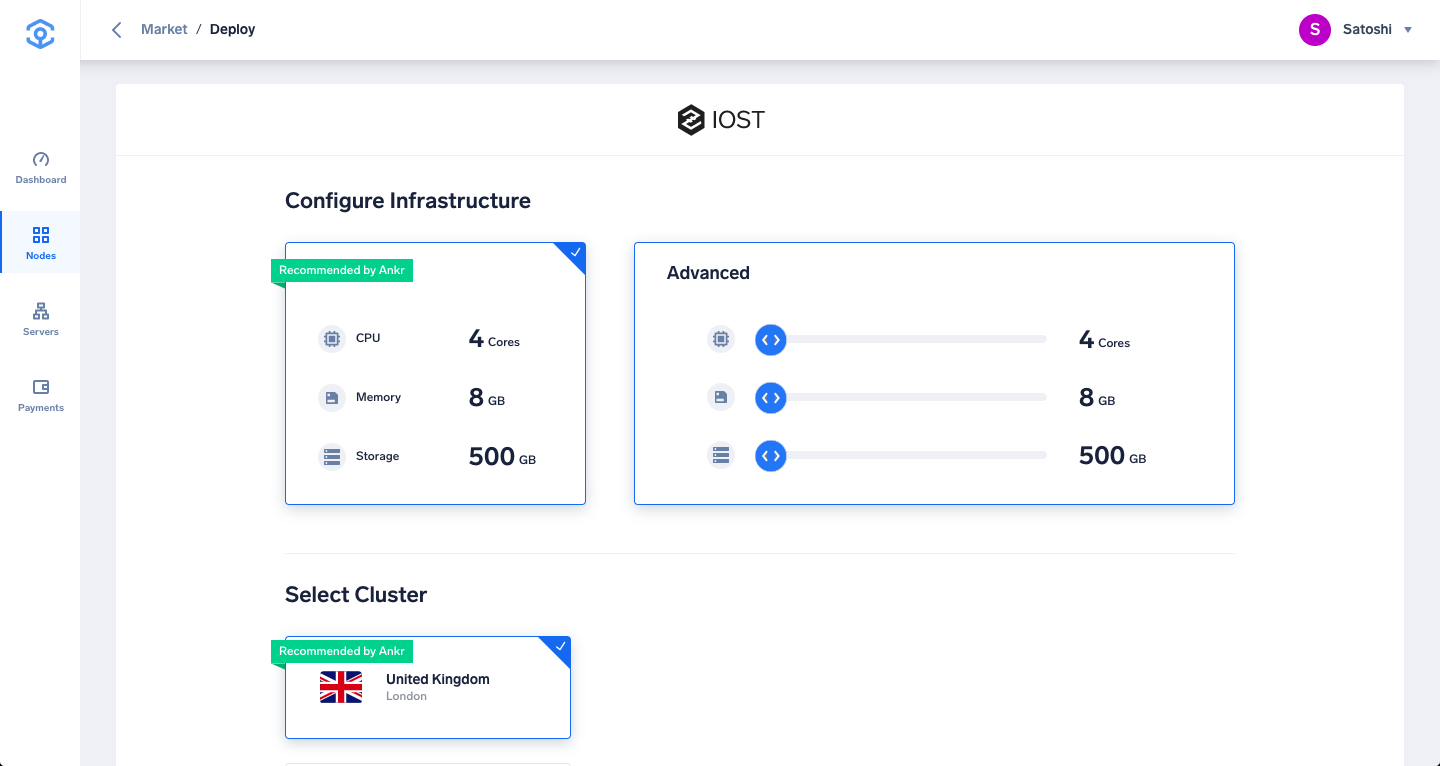 Market / Deploy
S Satoshi
IOST
Dashboard
Nodes
Servers
Payments
Configure Infrastructure
Recommended by Ankr
CPU 4 Cores
Memory 8 GB
Storage 500 GB
Advanced
4 Cores
8 GB
500 GB
Select Cluster
Recommended by Ankr
United Kingdom
London